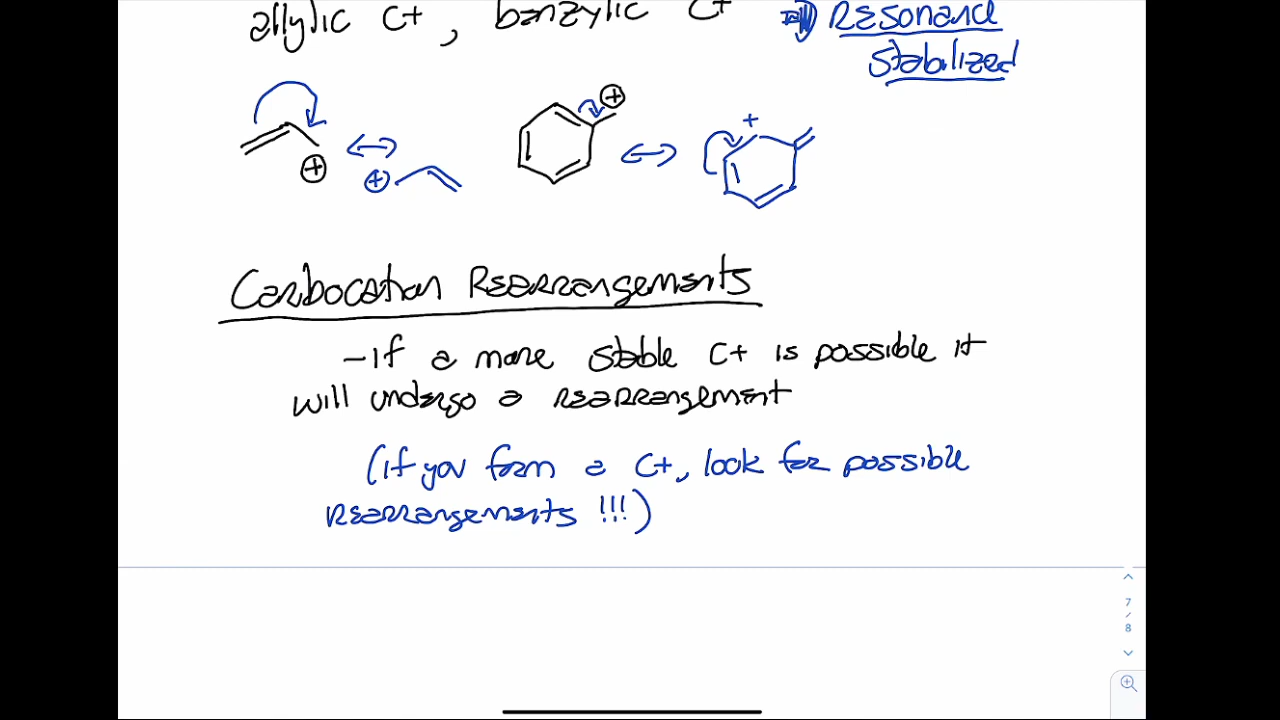 allylic C+, benzylic C+ Resonance
Stabilized
+ + + +
Carbocation Rearrangements
-If a more stable C+ is possible it
will undergo a rearrangement
(if you form a C+, look for possible
rearrangements !!!)
7
/
8